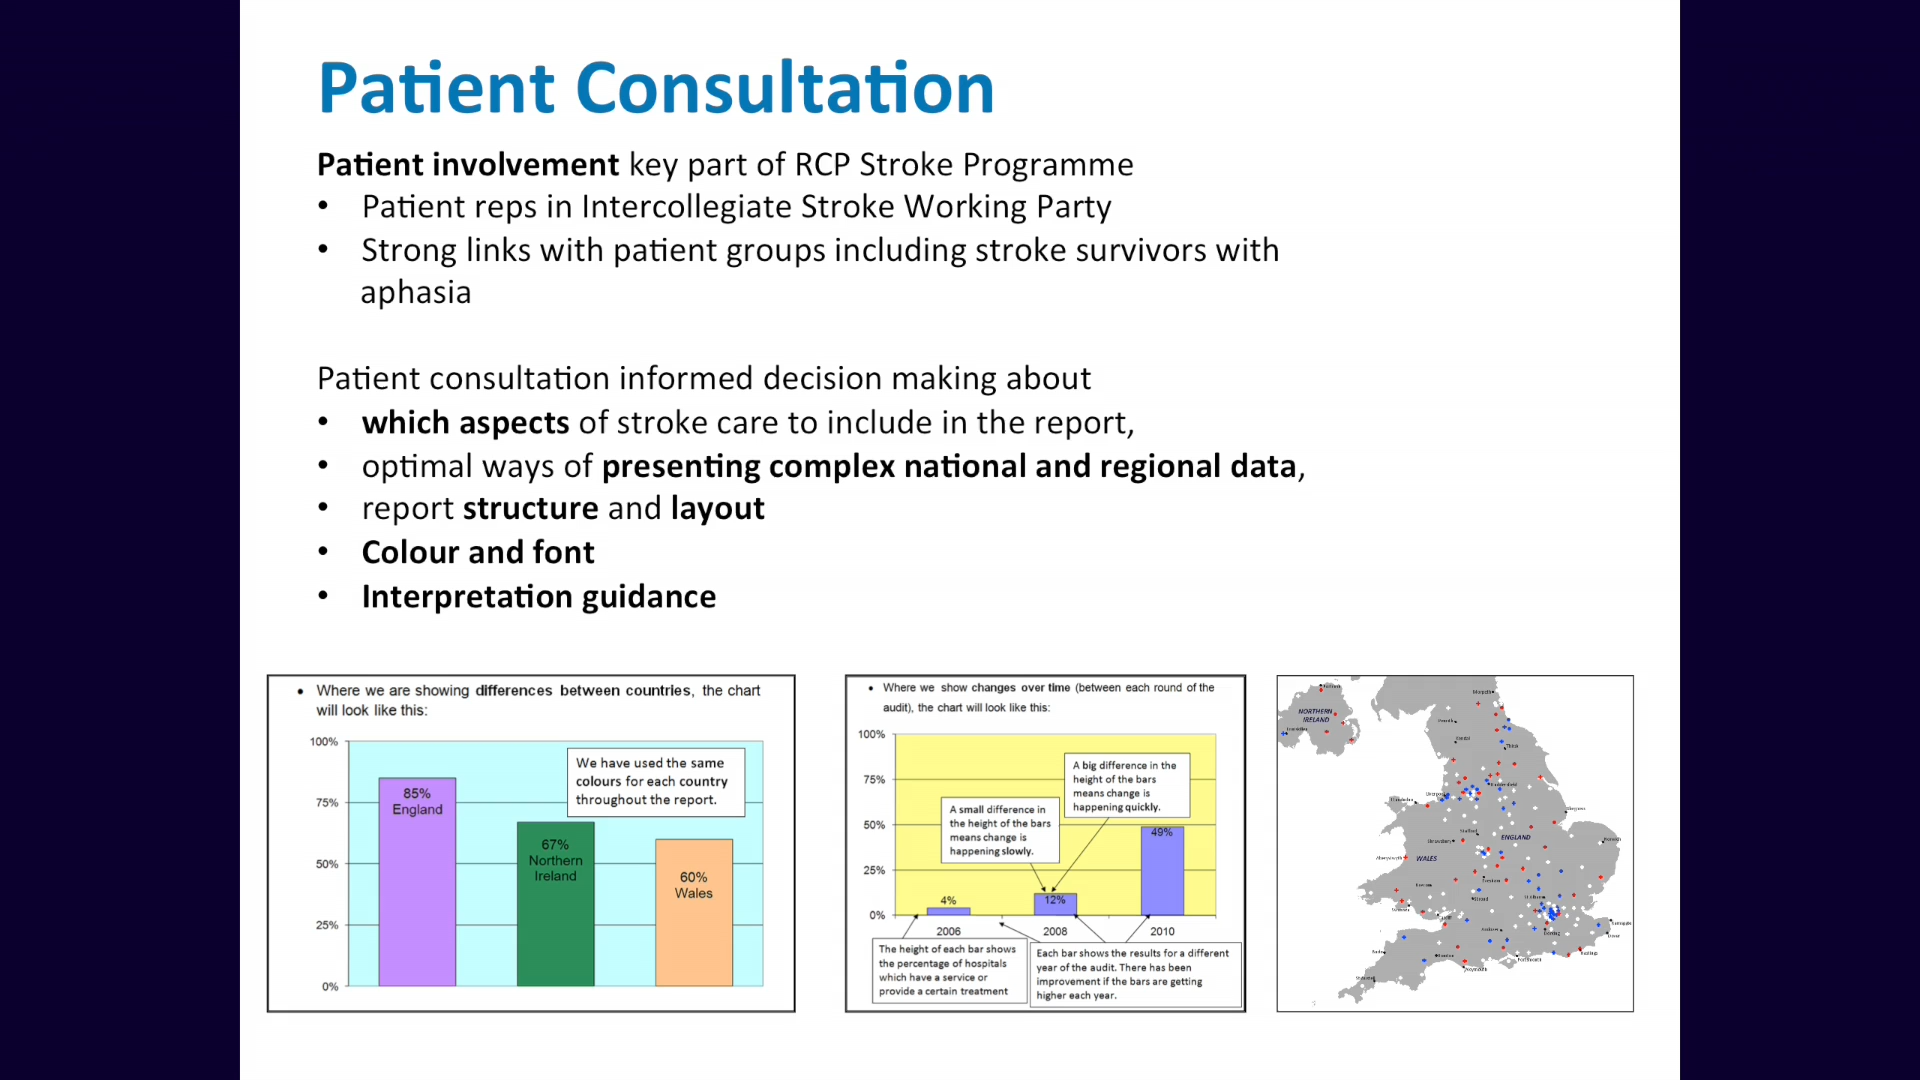 Patient Consultation
Patient involvement key part of RCP Stroke Programme
• Patient reps in Intercollegiate Stroke Working Party
• Strong links with patient groups including stroke survivors with
aphasia
Patient consultation informed decision making about
• which aspects of stroke care to include in the report,
• optimal ways of presenting complex national and regional data,
• report structure and layout
• Colour and font
• Interpretation guidance
• Where we are showing differences between countries, the chart
will look like this:
100%
75%
50%
25%
0%
85%
England
67%
Northern
Ireland
60%
Wales
We have used the same
colours for each country
throughout the report.
• Where we show changes over time (between each round of the
audit), the chart will look like this:
100%
75%
50%
25%
0%
A big difference in the
height of the bars
means change is
happening quickly.
A small difference in
the height of the bars
means change is
happening slowly.
4%
12%
49%
2006
2008
2010
The height of each bar shows
the percentage of hospitals
which have a service or
provide a certain treatment
Each bar shows the results for a different
year of the audit. There has been
improvement if the bars are getting
higher each year.
NORTHERN
IRELAND
ENGLAND
WALES